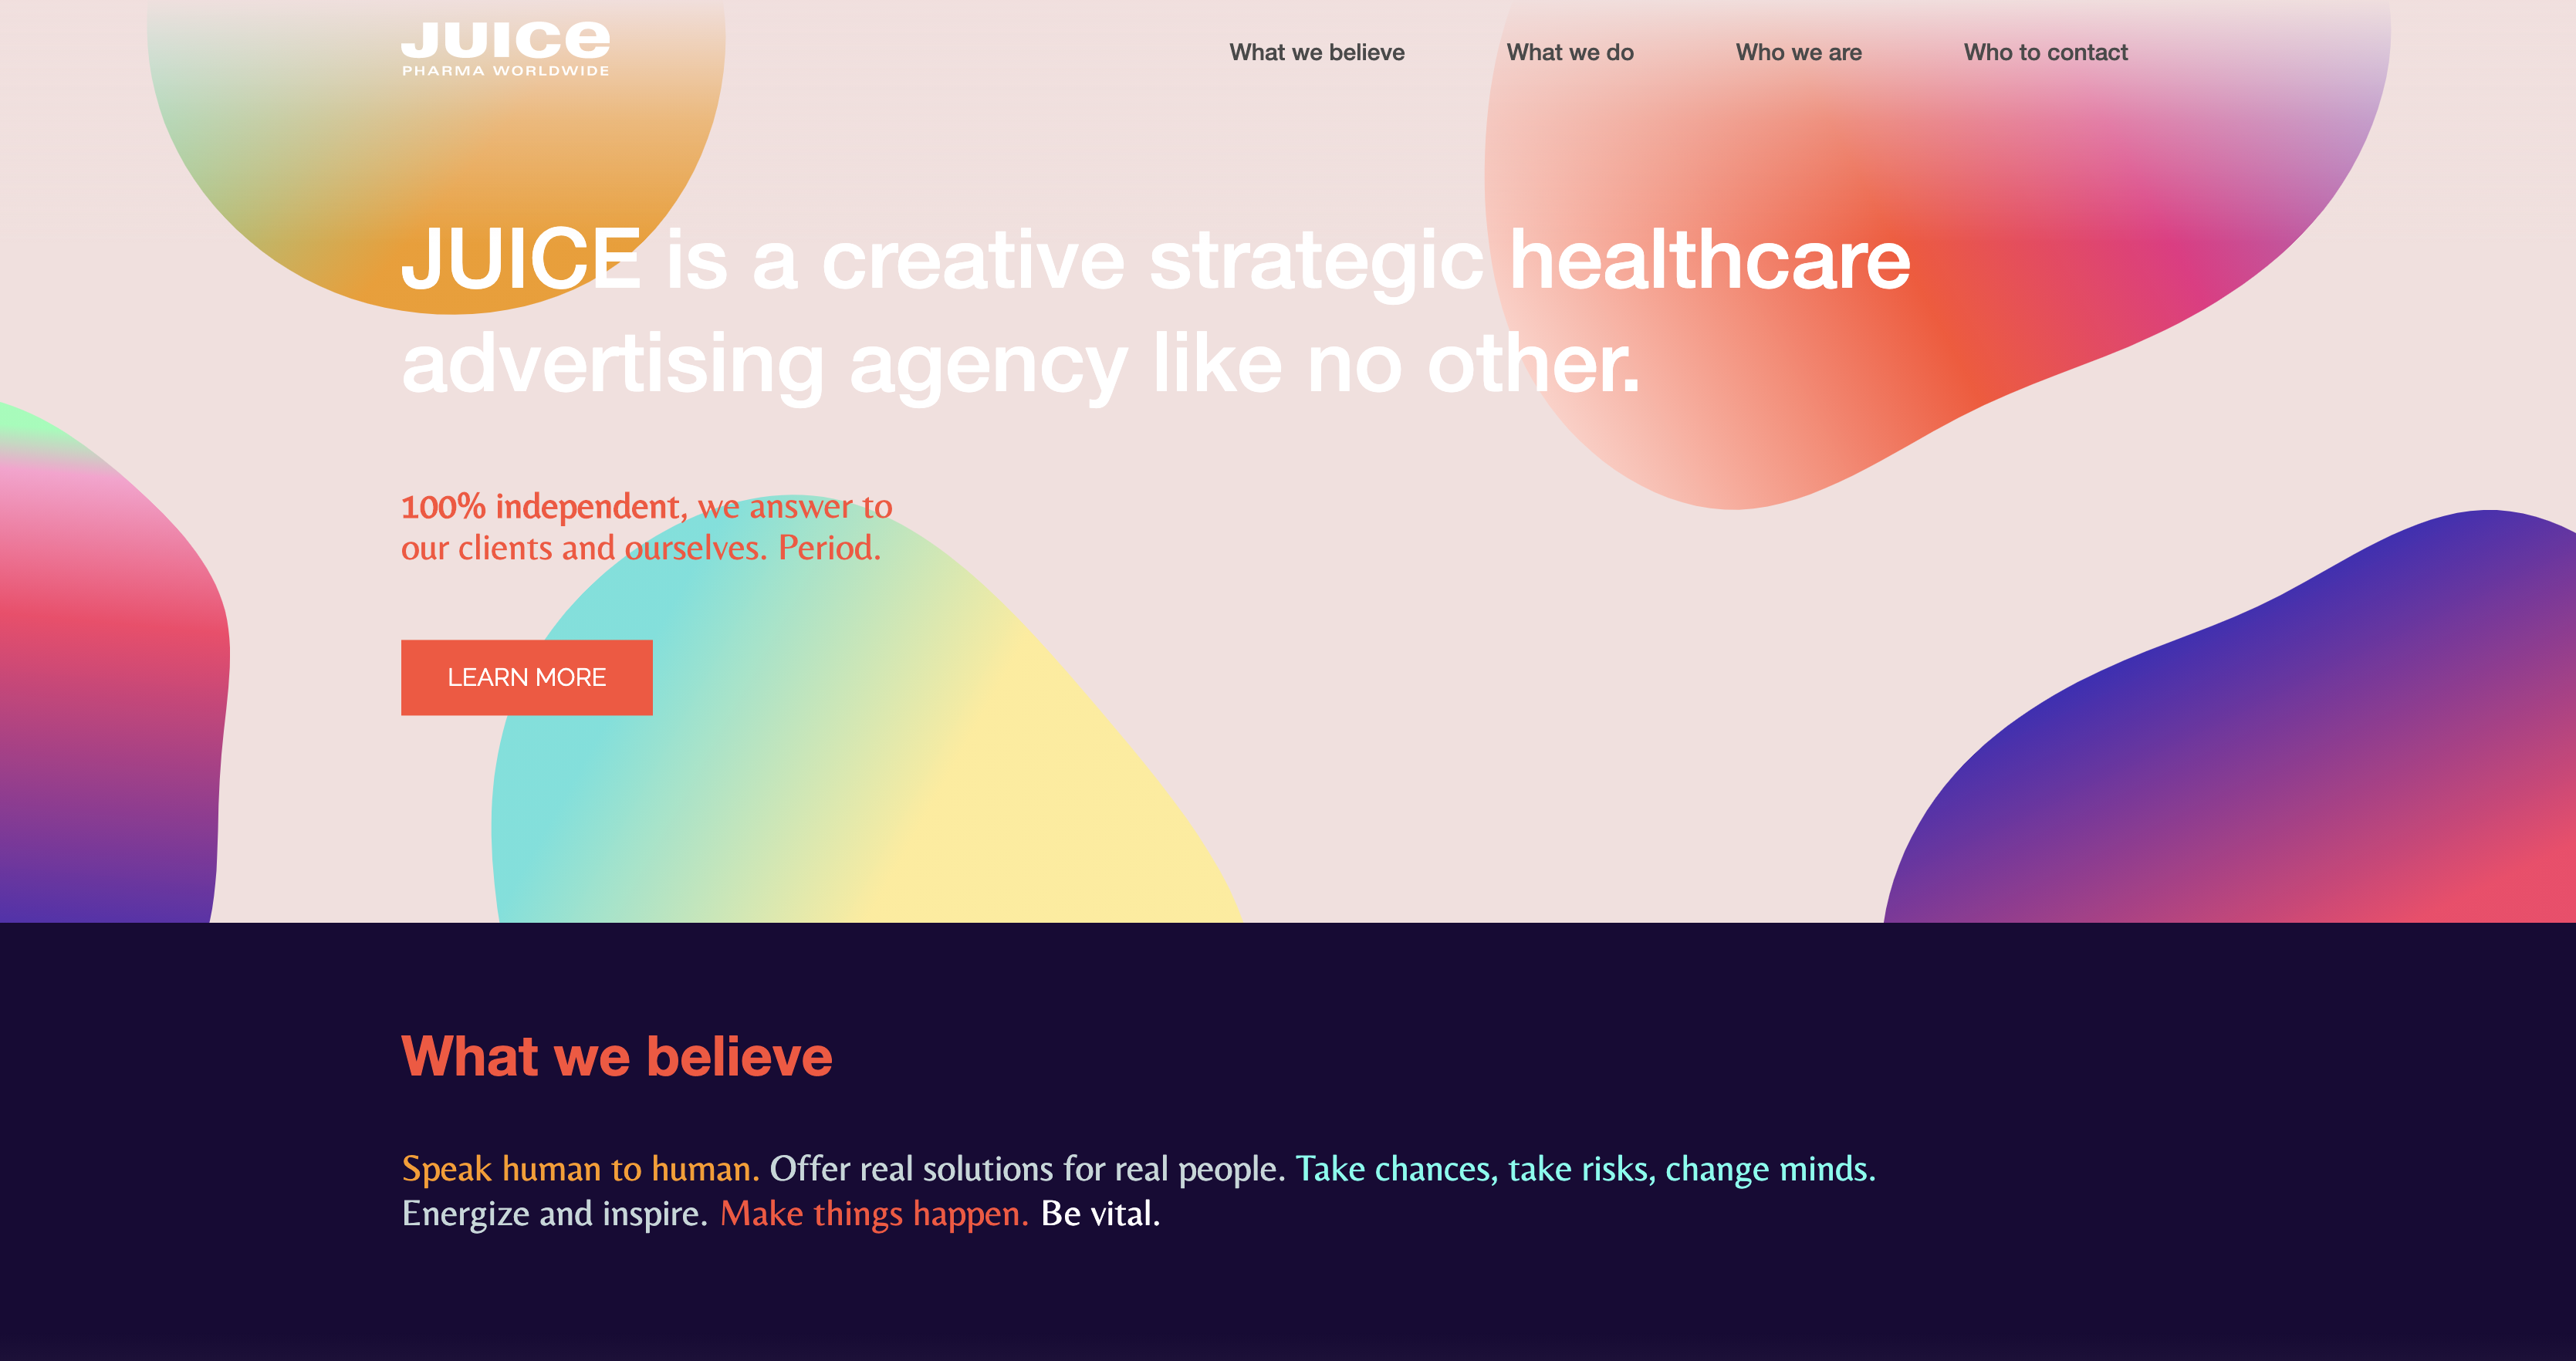 JUICE
PHARMA WORLDWIDE
What we believe
What we do
Who we are
Who to contact
JUICE is a creative strategic healthcare
advertising agency like no other.
100% independent, we answer to
our clients and ourselves. Period.
LEARN MORE
What we believe
Speak human to human. Offer real solutions for real people. Take chances, take risks, change minds.
Energize and inspire. Make things happen. Be vital.